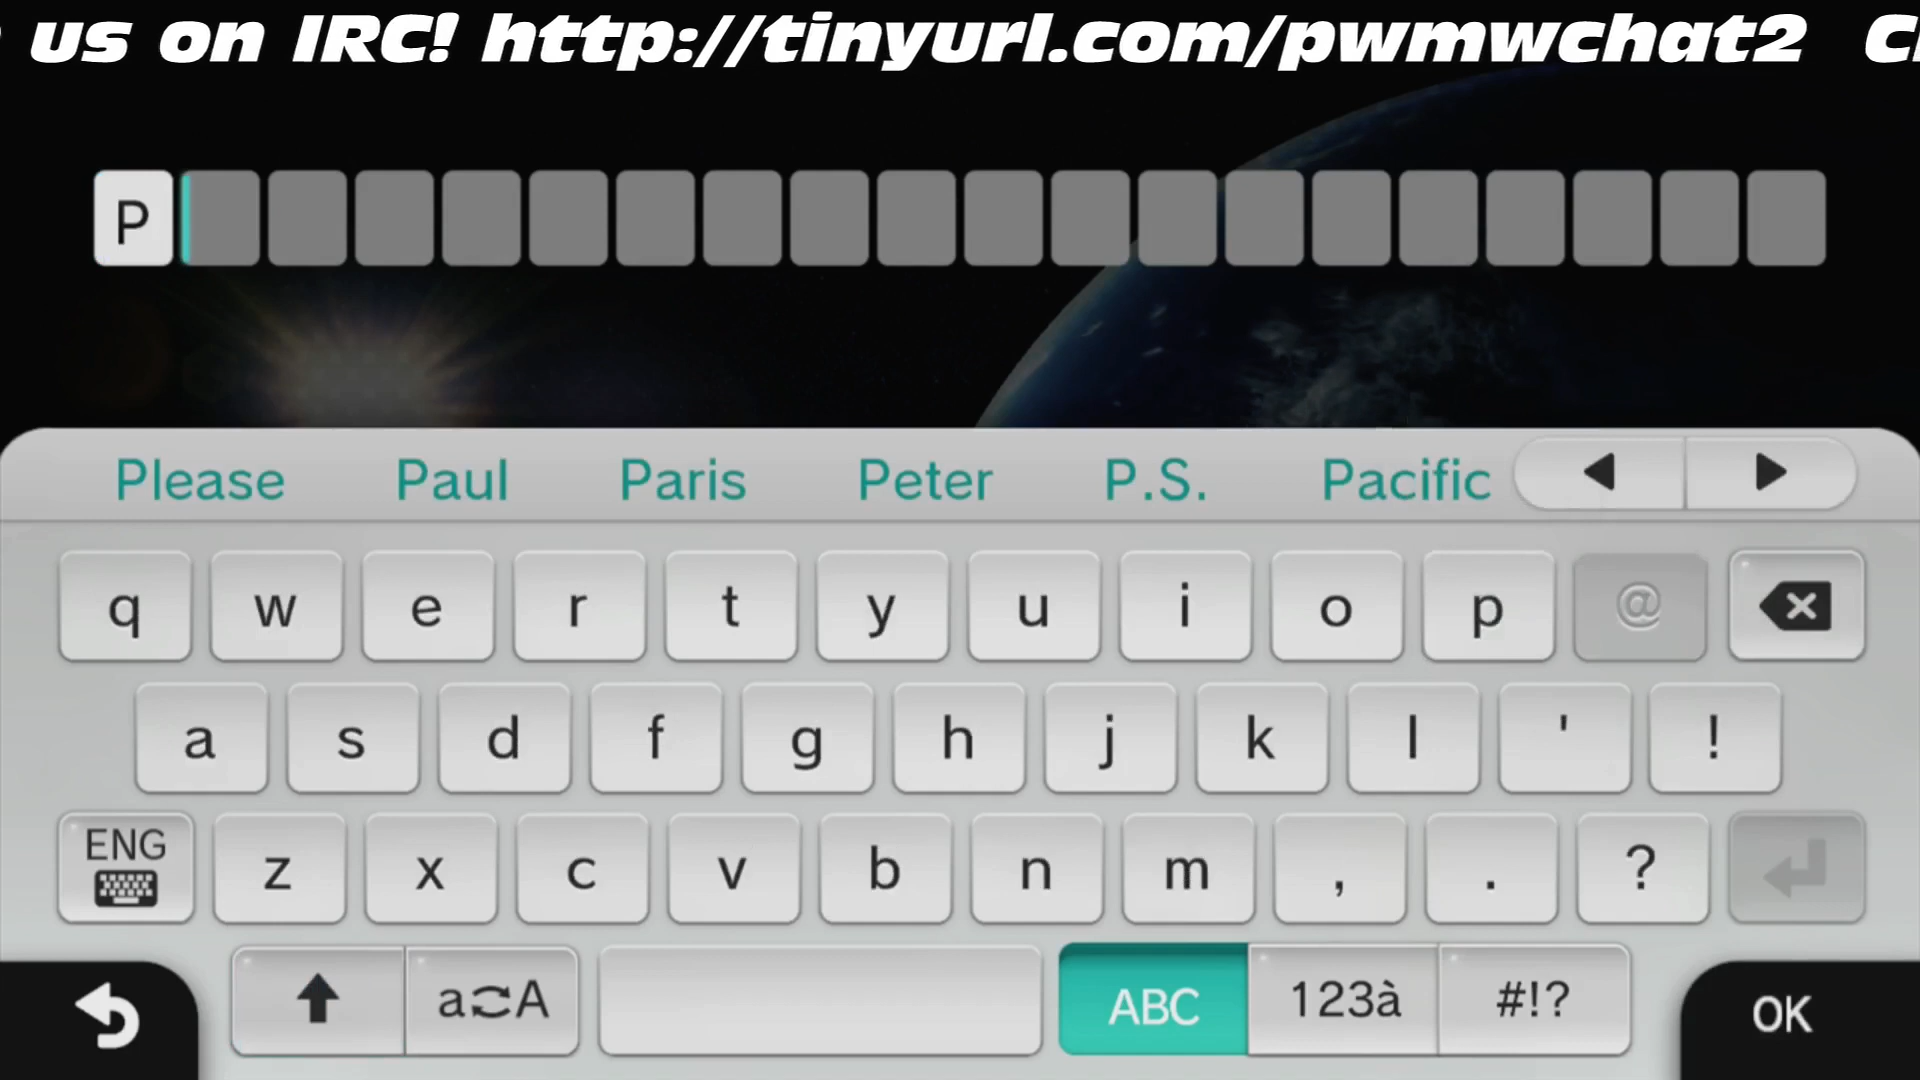 us on IRC! http://tinyurl.com/pwmwchat2
P
Please Paul Paris Peter P.S. Pacific
q w e r t y u i o p @
a s d f g h j k l ' !
ENG z x c v b n m , . ?
a A ABC 123à #!? OK